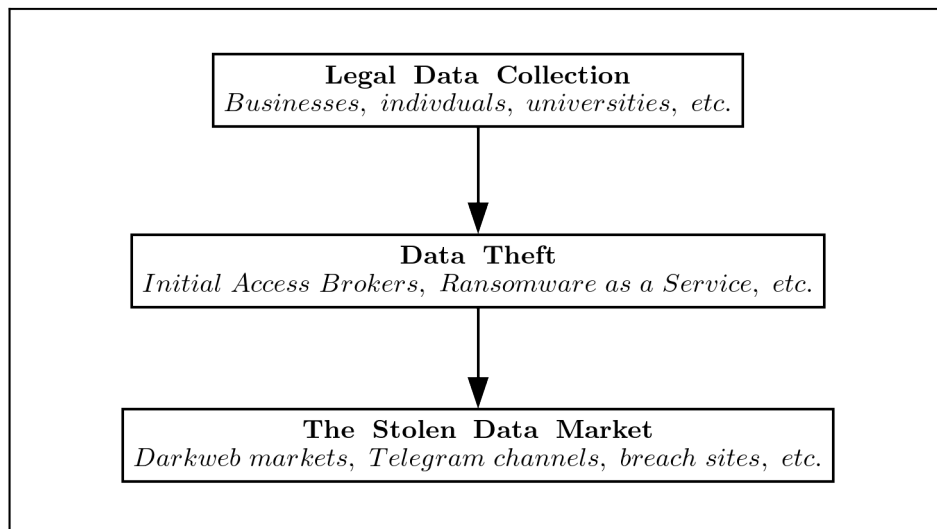 Legal Data Collection
Businesses, indivduals, universities, etc.
Data Theft
Initial Access Brokers, Ransomware as a Service, etc.
The Stolen Data Market
Darkweb markets, Telegram channels, breach sites, etc.